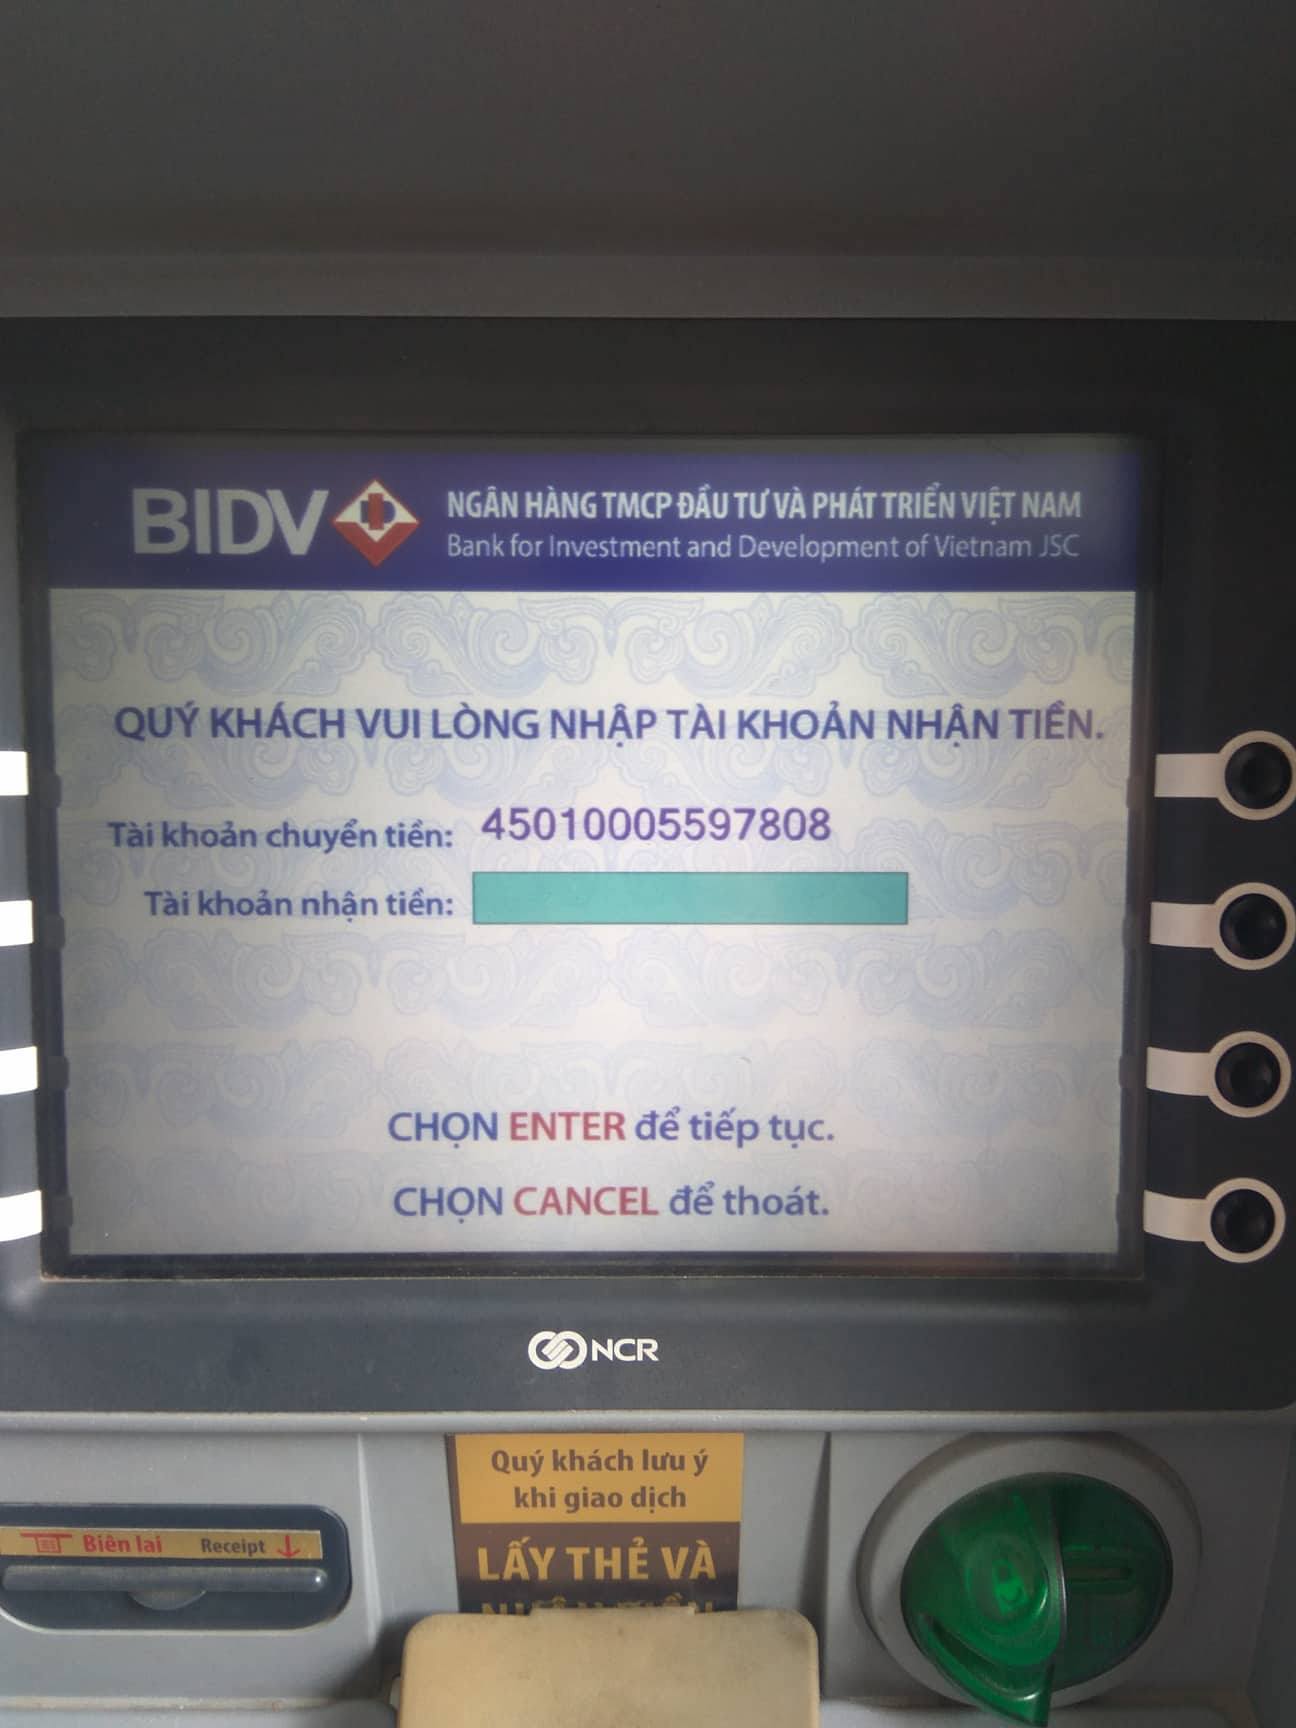 BIDV
NGÂN HÀNG TMCP ĐẦU TƯ VÀ PHÁT TRIỂN VIỆT NAM
Bank for Investment and Development of Vietnam JSC
QUÝ KHÁCH VUI LÒNG NHẬP TÀI KHOẢN NHẬN TIỀN.
Tài khoản chuyển tiền: 45010005597808
Tài khoản nhận tiền:
CHỌN ENTER để tiếp tục.
CHỌN CANCEL để thoát.
NCR
Quý khách lưu ý
khi giao dịch
LẤY THẺ VÀ
Biên lai Receipt